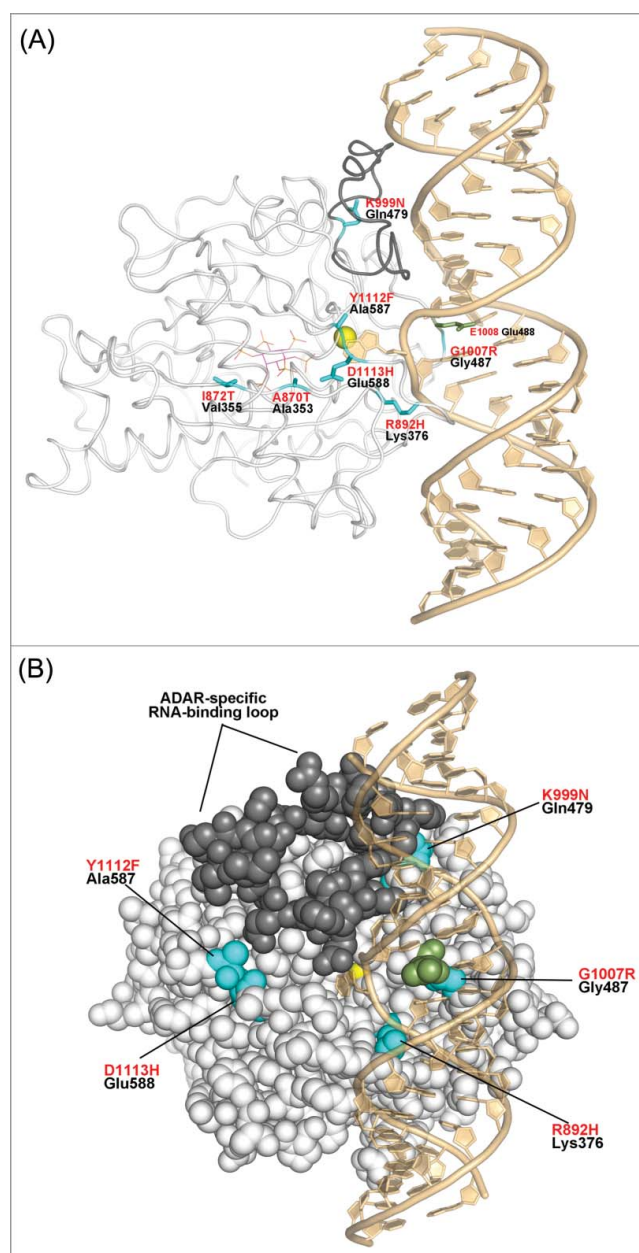 (A)
K999N
Gln479
Y1112F
Ala587
E1008 Glu488
G1007R
Gly487
D1113H
Glu588
I872T
Val355
A870T
Ala353
R892H
Lys376
(B)
ADAR-specific
RNA-binding loop
K999N
Gln479
Y1112F
Ala587
G1007R
Gly487
D1113H
Glu588
R892H
Lys376